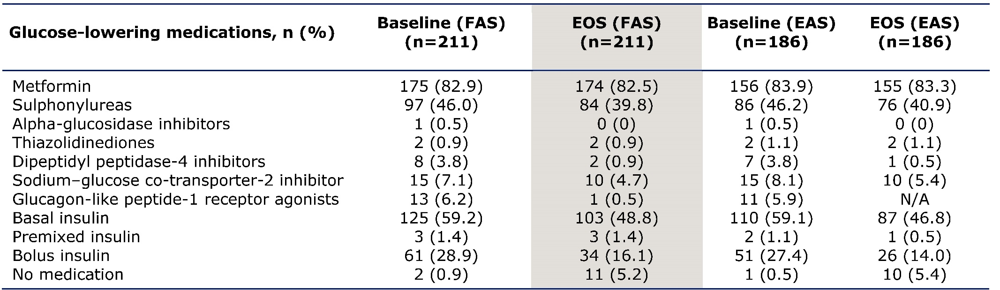 Glucose-lowering medications, n (%) Baseline (FAS) (n=211) EOS (FAS) (n=211) Baseline (EAS) (n=186) EOS (EAS) (n=186)
Metformin 175 (82.9) 174 (82.5) 156 (83.9) 155 (83.3)
Sulphonylureas 97 (46.0) 84 (39.8) 86 (46.2) 76 (40.9)
Alpha-glucosidase inhibitors 1 (0.5) 0 (0) 1 (0.5) 0 (0)
Thiazolidinediones 2 (0.9) 2 (0.9) 2 (1.1) 2 (1.1)
Dipeptidyl peptidase-4 inhibitors 8 (3.8) 2 (0.9) 7 (3.8) 1 (0.5)
Sodium–glucose co-transporter-2 inhibitor 15 (7.1) 10 (4.7) 15 (8.1) 10 (5.4)
Glucagon-like peptide-1 receptor agonists 13 (6.2) 1 (0.5) 11 (5.9) N/A
Basal insulin 125 (59.2) 103 (48.8) 110 (59.1) 87 (46.8)
Premixed insulin 3 (1.4) 3 (1.4) 2 (1.1) 1 (0.5)
Bolus insulin 61 (28.9) 34 (16.1) 51 (27.4) 26 (14.0)
No medication 2 (0.9) 11 (5.2) 1 (0.5) 10 (5.4)